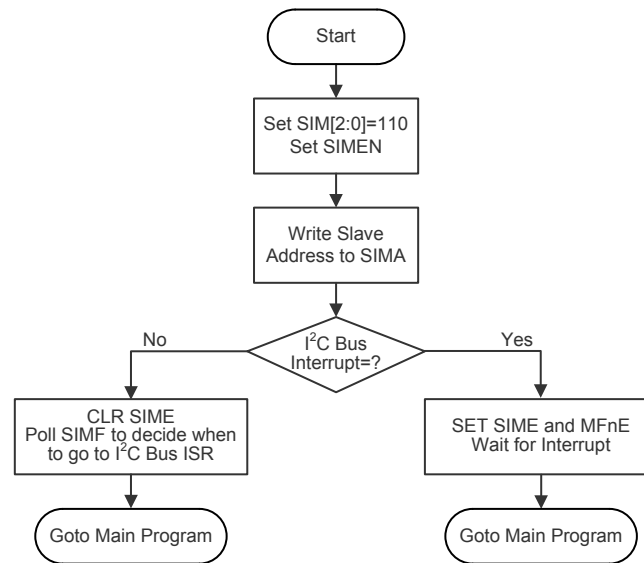 Start
Set SIM[2:0]=110
Set SIMEN
Write Slave
Address to SIMA
No
I²C Bus
Interrupt=?
Yes
CLR SIME
Poll SIMF to decide when
to go to I²C Bus ISR
SET SIME and MFnE
Wait for Interrupt
Goto Main Program
Goto Main Program